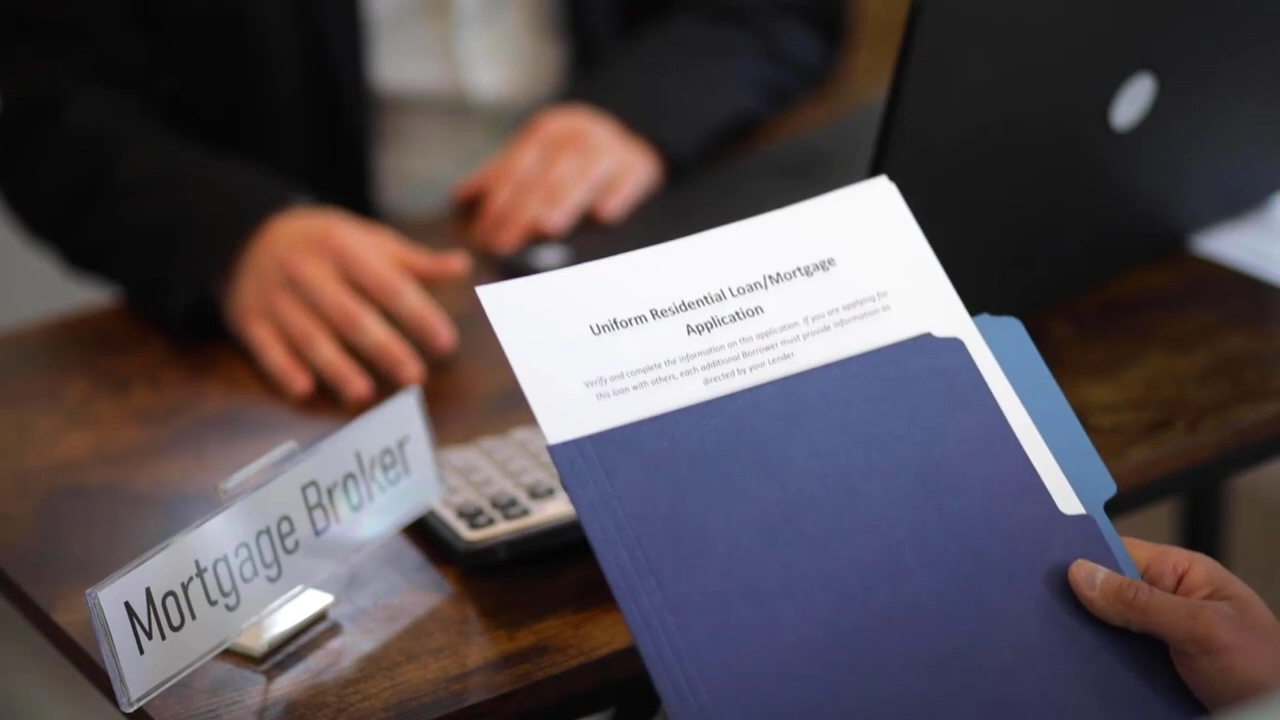 Uniform Residential Loan/Mortgage
Application
Verify and complete the information on this application. If you are applying for
this loan with others, each additional Borrower must provide information as
directed by your Lender.
Mortgage Broker